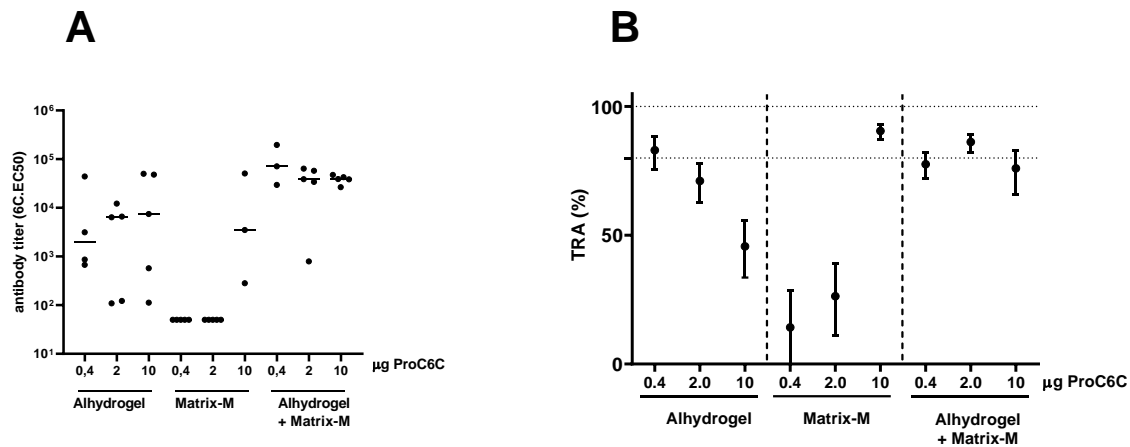 A
antibody titer (6C.EC50)
10⁶
10⁵
10⁴
10³
10²
10¹
0,4 2 10 0,4 2 10 0,4 2 10 μg ProC6C
Alhydrogel Matrix-M Alhydrogel
+ Matrix-M
B
TRA (%)
100
50
0
0.4 2.0 10 0.4 2.0 10 0.4 2.0 10 μg ProC6C
Alhydrogel Matrix-M Alhydrogel
+ Matrix-M